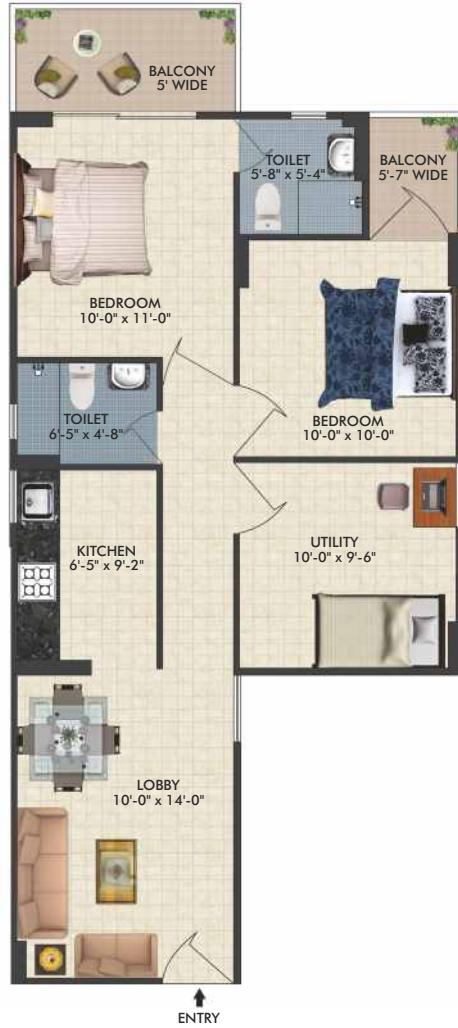 BALCONY
5' WIDE
TOILET
5'-8" x 5'-4"
BALCONY
5'-7" WIDE
BEDROOM
10'-0" x 11'-0"
BEDROOM
10'-0" x 10'-0"
TOILET
6'-5" x 4'-8"
UTILITY
10'-0" x 9'-6"
KITCHEN
6'-5" x 9'-2"
LOBBY
10'-0" x 14'-0"
ENTRY